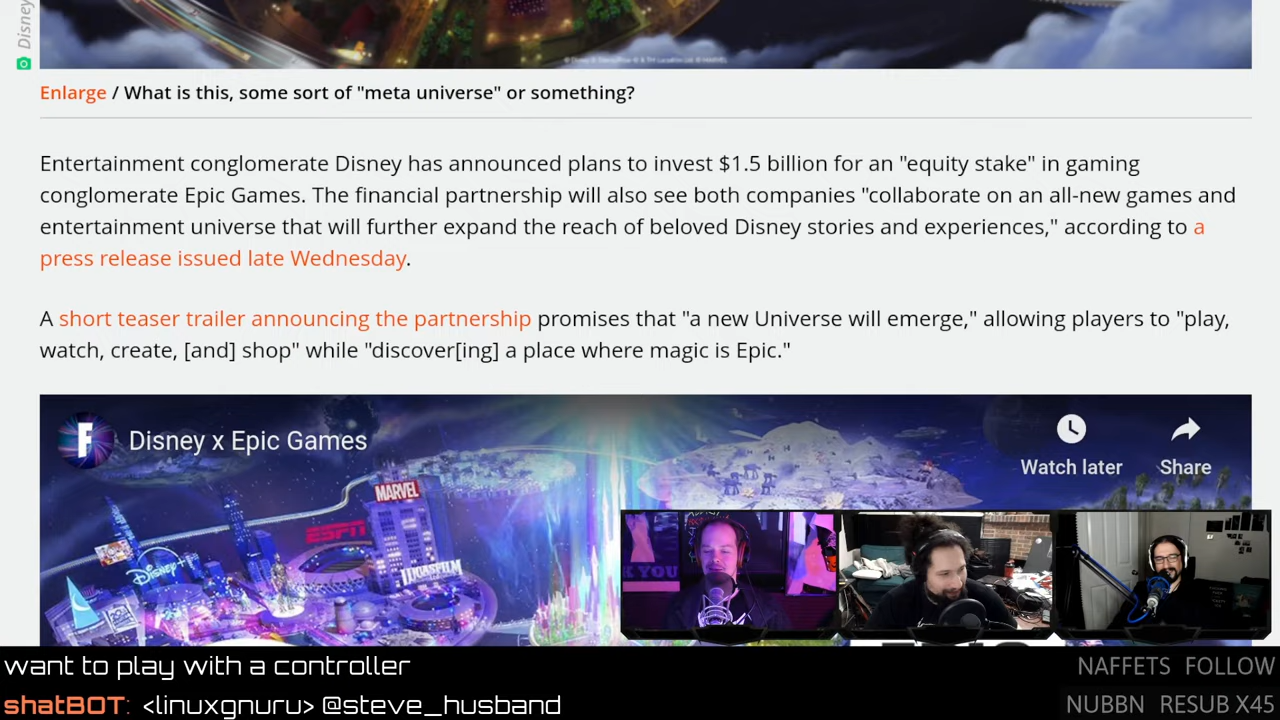 Disney
Enlarge / What is this, some sort of "meta universe" or something?
Entertainment conglomerate Disney has announced plans to invest $1.5 billion for an "equity stake" in gaming
conglomerate Epic Games. The financial partnership will also see both companies "collaborate on an all-new games and
entertainment universe that will further expand the reach of beloved Disney stories and experiences," according to a
press release issued late Wednesday.
A short teaser trailer announcing the partnership promises that "a new Universe will emerge," allowing players to "play,
watch, create, [and] shop" while "discover[ing] a place where magic is Epic."
F
Disney x Epic Games
Watch later
Share
MARVEL
ESPN
Disney+
LUCASFILM
K YOU
want to play with a controller
NAFFETS FOLLOW
shatBOT: <linuxgnuru> @steve_husband
NUBBN RESUB X45